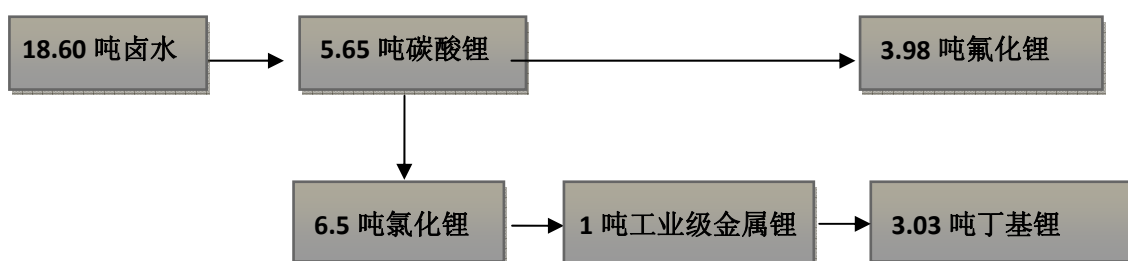 18.60 吨卤水
5.65 吨碳酸锂
3.98 吨氟化锂
6.5 吨氯化锂
1 吨工业级金属锂
3.03 吨丁基锂